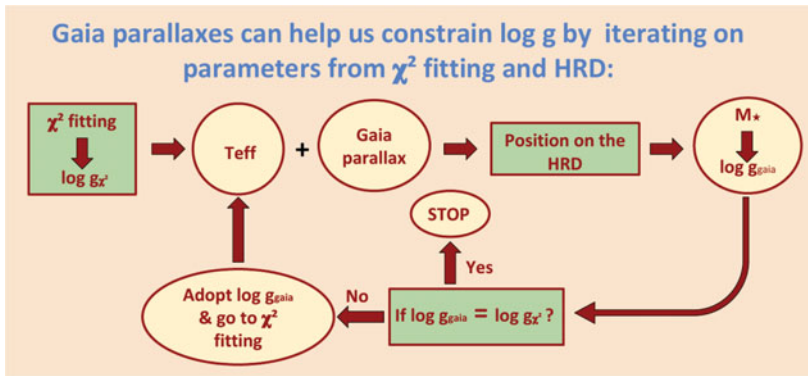 Gaia parallaxes can help us constrain log g by iterating on
parameters from χ² fitting and HRD:
χ² fitting
log gχ²
Teff
+
Gaia
parallax
Position on the
HRD
M⋆
log ggaia
STOP
Yes
If log ggaia = log gχ² ?
No
Adopt log ggaia
& go to χ²
fitting